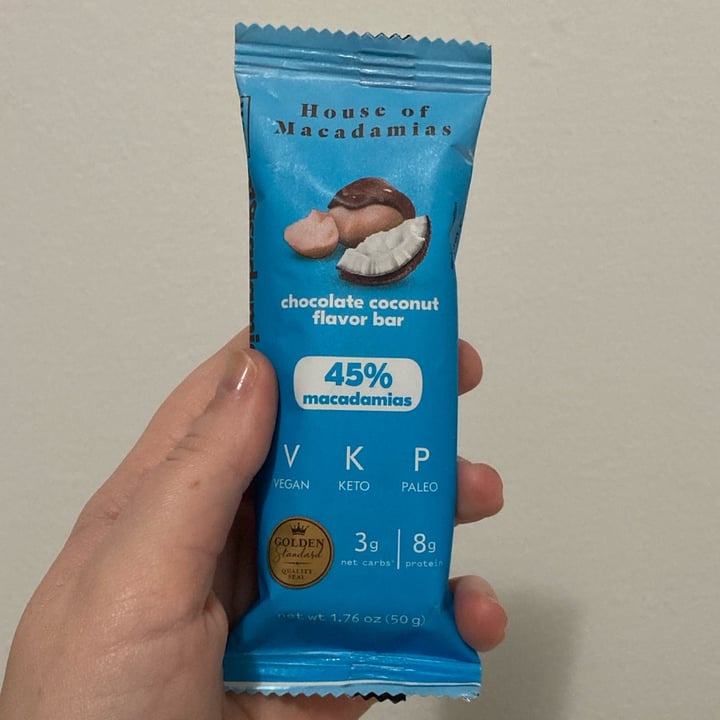 House of
Macadamias
chocolate coconut
flavor bar
45%
macadamias
V K P
VEGAN KETO PALEO
GOLDEN
Standard
QUALITY
SEAL
3g 8g
net carbs* protein
net wt 1.76 oz (50 g)